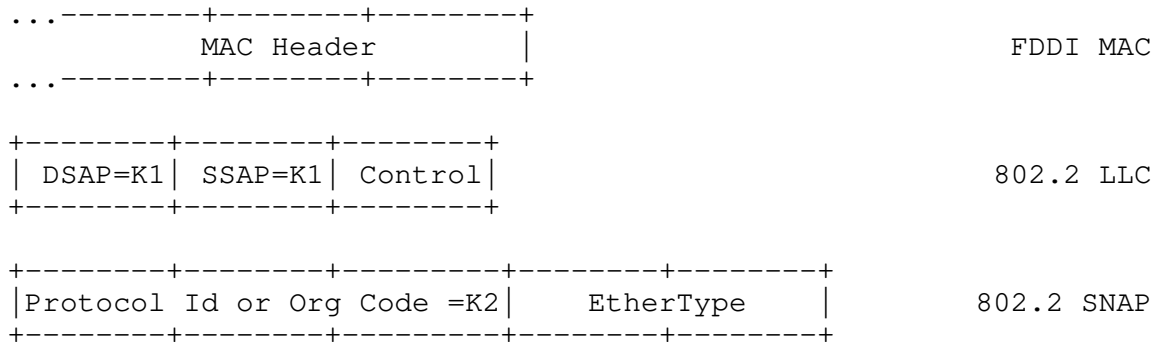 ...--------+--------+--------+
MAC Header | FDDI MAC
...--------+--------+--------+
+--------+--------+--------+
| DSAP=K1| SSAP=K1| Control| 802.2 LLC
+--------+--------+--------+
+--------+--------+---------+--------+--------+
|Protocol Id or Org Code =K2| EtherType | 802.2 SNAP
+--------+--------+---------+--------+--------+